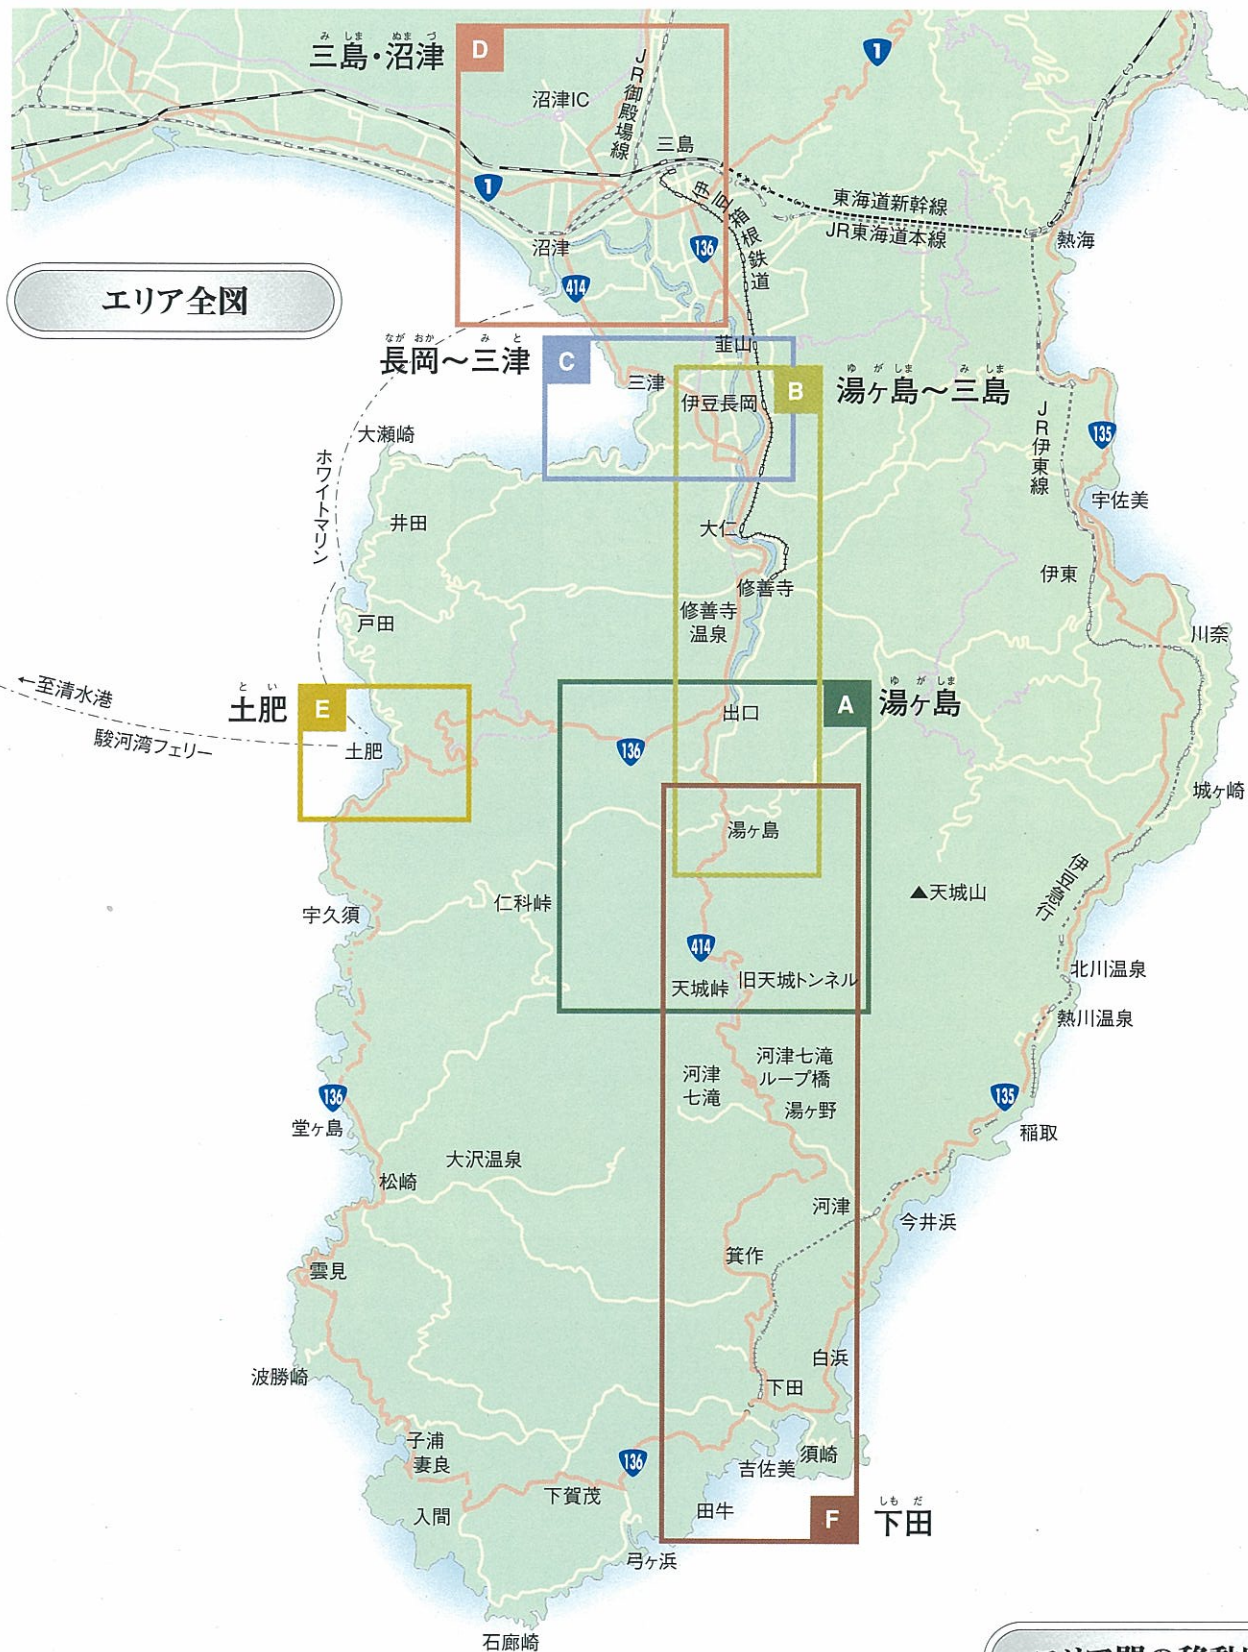 み しま ぬま づ
三島・沼津
D
沼津IC
JR御殿場線
1
三島
1
伊豆箱根鉄道
東海道新幹線
JR東海道本線
熱海
沼津
136
414
エリア全図
なが おか み と
長岡〜三津
C
韮山
三津
伊豆長岡
B
ゆ が しま み しま
湯ヶ島〜三島
JR伊東線
135
大瀬崎
ホワイトマリン
井田
宇佐美
大仁
修善寺
伊東
修善寺
温泉
戸田
川奈
←至清水港
駿河湾フェリー
と い
土肥
E
土肥
出口
A
ゆ が しま
湯ヶ島
136
城ヶ崎
湯ヶ島
仁科峠
▲天城山
伊豆急行
宇久須
414
天城峠
旧天城トンネル
北川温泉
熱川温泉
河津
七滝
河津七滝
ループ橋
湯ヶ野
136
堂ヶ島
135
稲取
大沢温泉
松崎
河津
今井浜
箕作
雲見
波勝崎
白浜
下田
子浦
妻良
136
吉佐美
須崎
下賀茂
入間
田牛
F
しも だ
下田
弓ヶ浜
石廊崎